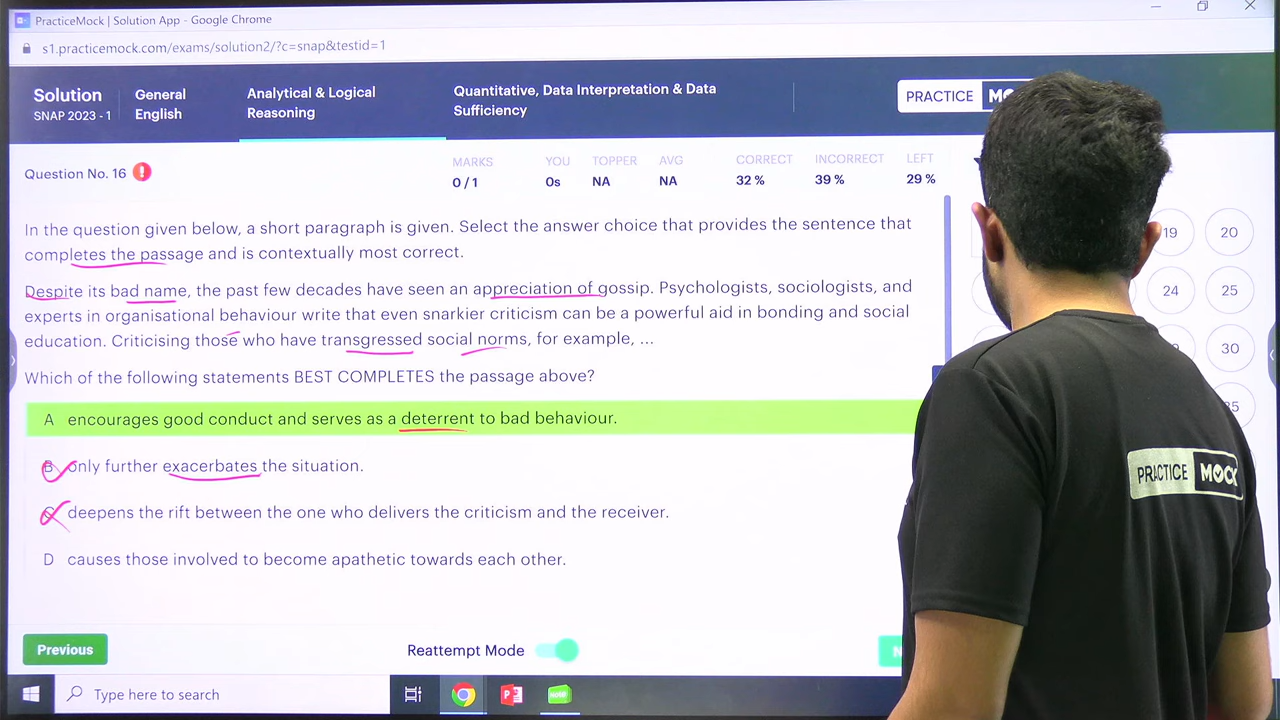 PracticeMock | Solution App - Google Chrome
s1.practicemock.com/exams/solution2/?c=snap&testid=1
Solution
SNAP 2023 - 1
General
English
Analytical & Logical
Reasoning
Quantitative, Data Interpretation & Data
Sufficiency
PRACTICE
Question No. 16
MARKS YOU TOPPER AVG CORRECT INCORRECT LEFT
0 / 1 0s NA NA 32 % 39 % 29 %
In the question given below, a short paragraph is given. Select the answer choice that provides the sentence that
completes the passage and is contextually most correct.
Despite its bad name, the past few decades have seen an appreciation of gossip. Psychologists, sociologists, and
experts in organisational behaviour write that even snarkier criticism can be a powerful aid in bonding and social
education. Criticising those who have transgressed social norms, for example, ...
Which of the following statements BEST COMPLETES the passage above?
A encourages good conduct and serves as a deterrent to bad behaviour.
B only further exacerbates the situation.
C deepens the rift between the one who delivers the criticism and the receiver.
D causes those involved to become apathetic towards each other.
19 20
24 25
30
PRACTICE MOCK
Previous
Reattempt Mode
Type here to search